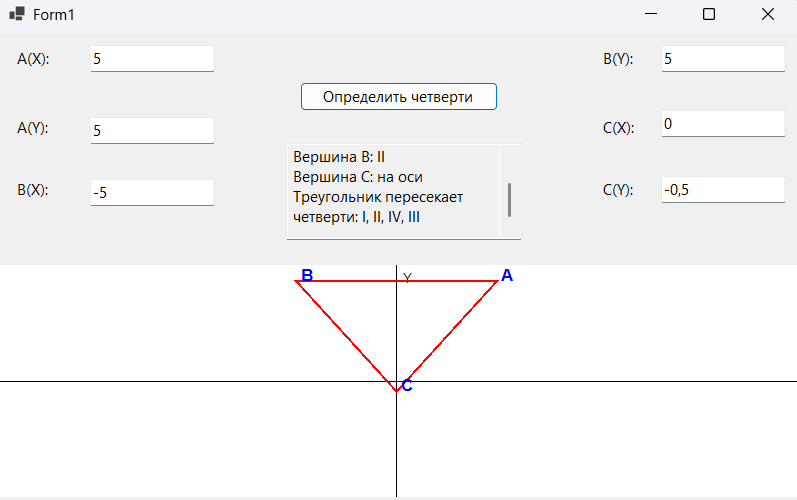 Form1
A(X): 5
B(Y): 5
Определить четверти
A(Y): 5
C(X): 0
Вершина B: II
Вершина C: на оси
Треугольник пересекает
четверти: I, II, IV, III
B(X): -5
C(Y): -0,5
B
Y
A
C